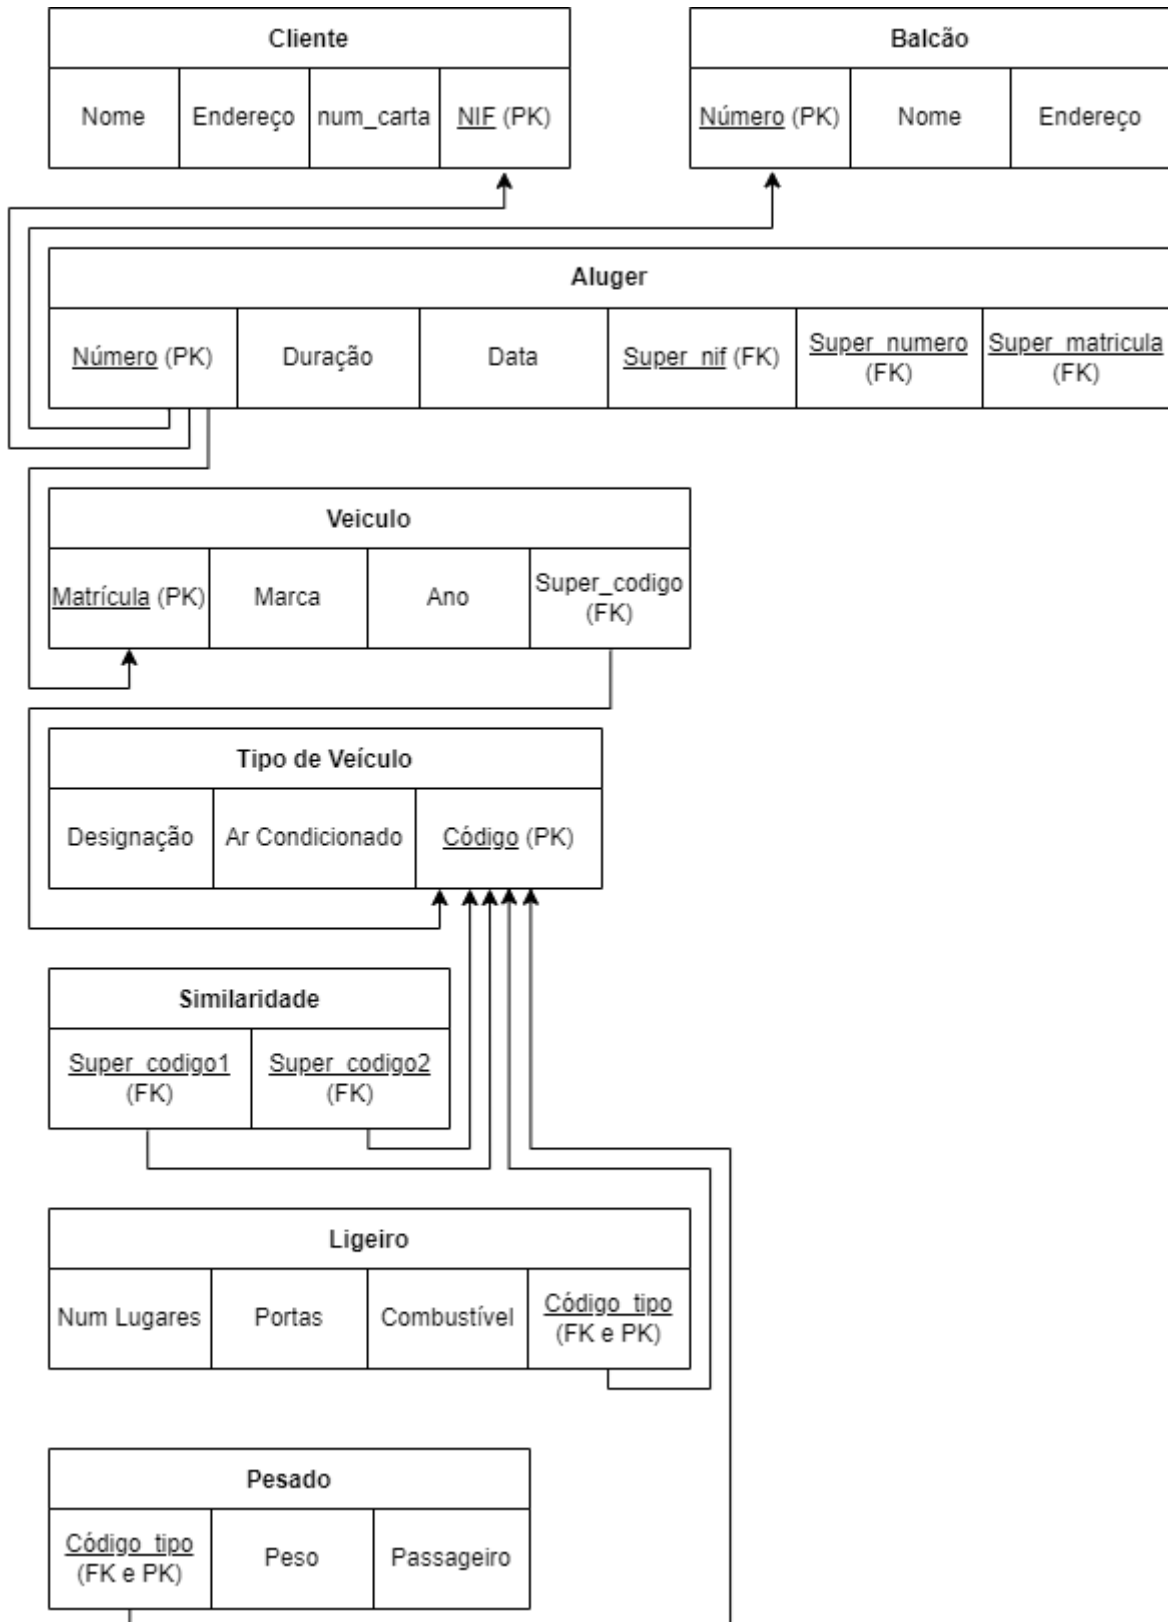 Cliente
Nome
Endereço
num_carta
NIF (PK)
Balcão
Número (PK)
Nome
Endereço
Aluger
Número (PK)
Duração
Data
Super_nif (FK)
Super_numero
(FK)
Super_matricula
(FK)
Veiculo
Matrícula (PK)
Marca
Ano
Super_codigo
(FK)
Tipo de Veículo
Designação
Ar Condicionado
Código (PK)
Similaridade
Super_codigo1
(FK)
Super_codigo2
(FK)
Ligeiro
Num Lugares
Portas
Combustível
Código_tipo
(FK e PK)
Pesado
Código_tipo
(FK e PK)
Peso
Passageiro